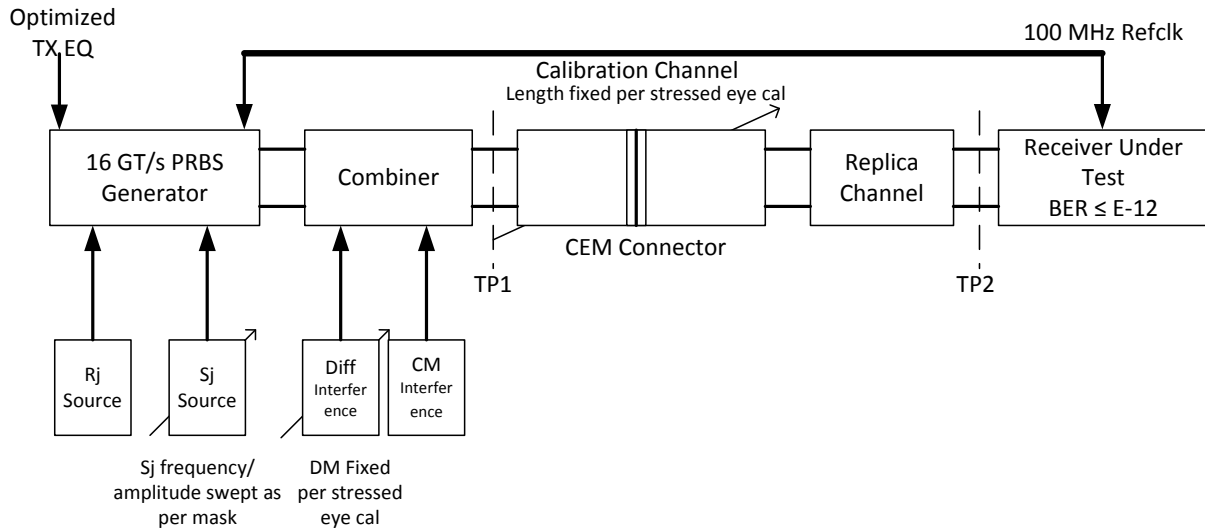 Optimized
TX EQ
100 MHz Refclk
Calibration Channel
Length fixed per stressed eye cal
16 GT/s PRBS
Generator
Combiner
Replica
Channel
Receiver Under
Test
BER ≤ E-12
CEM Connector
TP1
TP2
Rj
Source
Sj
Source
Diff
Interfer
ence
CM
Interfer
ence
Sj frequency/
amplitude swept as
per mask
DM Fixed
per stressed
eye cal